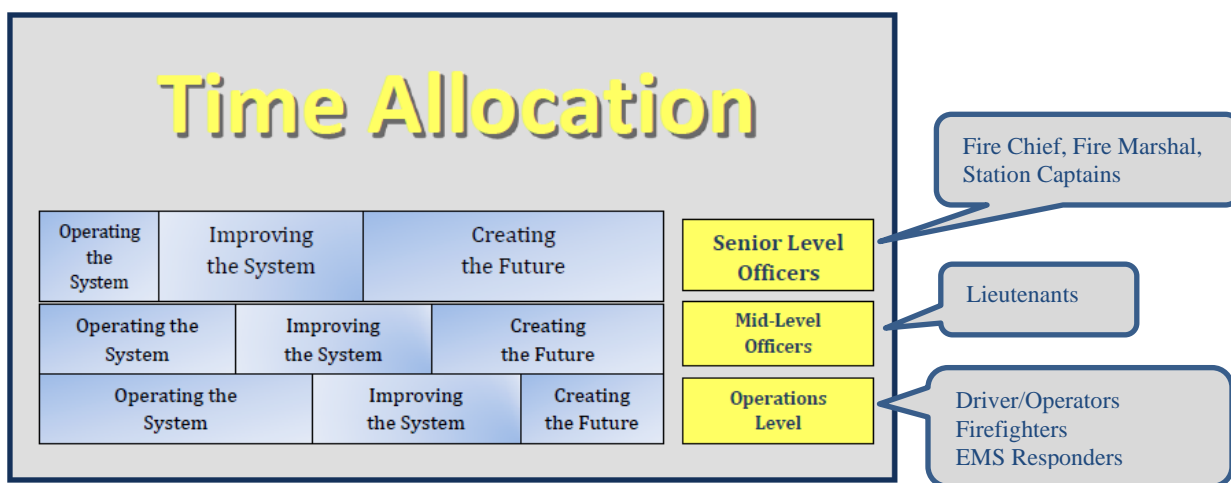 Time Allocation
Fire Chief, Fire Marshal,
Station Captains
Operating
the
System
Improving
the System
Creating
the Future
Senior Level
Officers
Lieutenants
Operating the
System
Improving
the System
Creating
the Future
Mid-Level
Officers
Operating the
System
Improving
the System
Creating
the Future
Operations
Level
Driver/Operators
Firefighters
EMS Responders